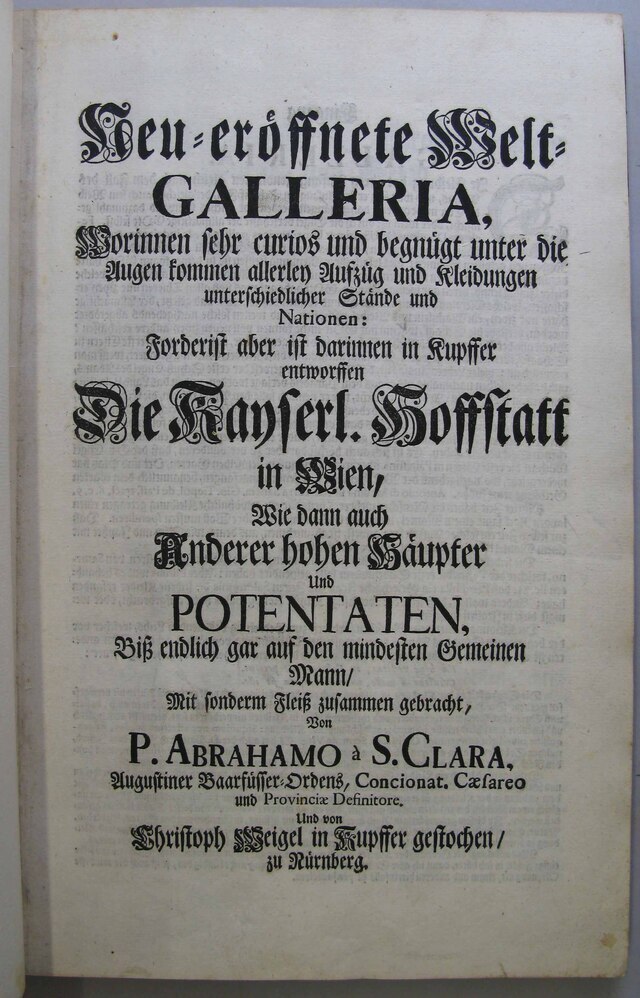 Neu-eröffnete Welt-
GALLERIA,
Worinnen sehr curios und begnügt unter die
Augen kommen allerley Aufzüg und Kleidungen
unterschiedlicher Stände und
Nationen:
Forderist aber ist darinnen in Kupffer
entworffen
Die Kayserl. Hoffstatt
in Wien/
Wie dann auch
Anderer hohen Häupter
Und
POTENTATEN,
Biß endlich gar auf den mindesten Gemeinen
Mann/
Mit sonderm Fleiß zusammen gebracht,
Von
P. ABRAHAMO à S. CLARA,
Augustiner Baarfüsser-Ordens, Concionat. Cæsareo
und Provinciæ Definitore.
Und von
Christoph Weigel in Kupffer gestochen/
zu Nürnberg.